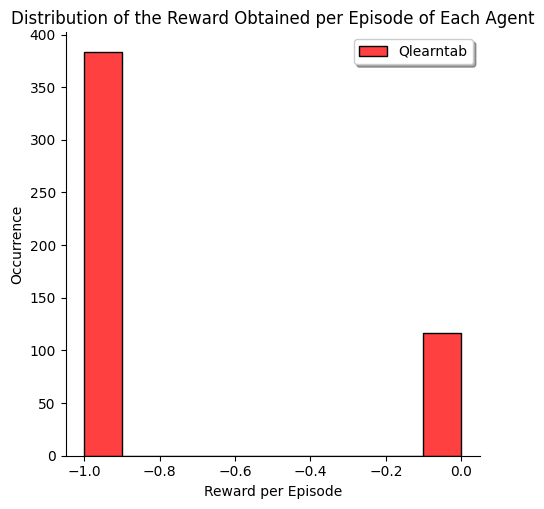 Distribution of the Reward Obtained per Episode of Each Agent
Qlearntab
Occurrence
400
350
300
250
200
150
100
50
0
−1.0 −0.8 −0.6 −0.4 −0.2 0.0
Reward per Episode